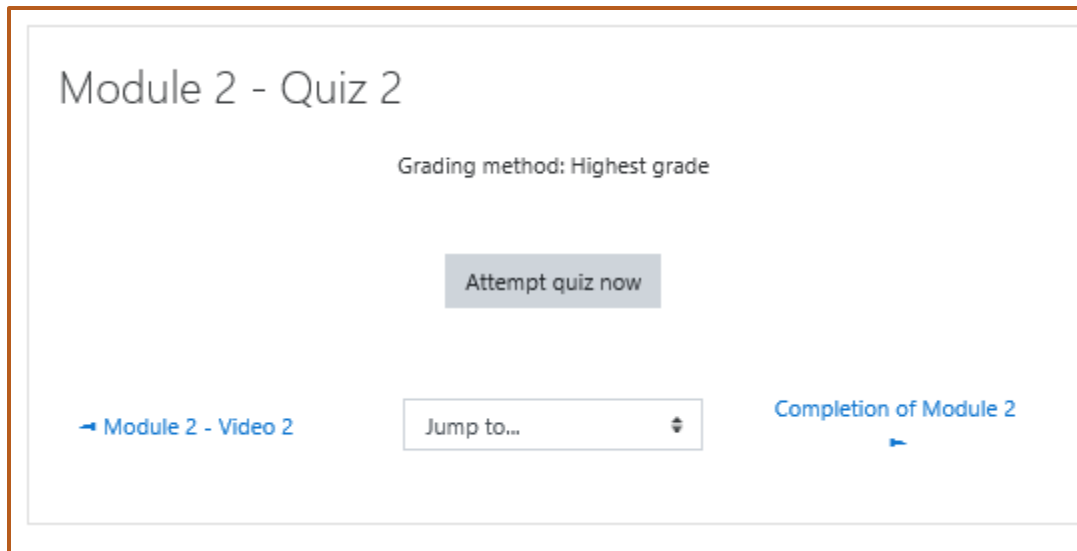 Module 2 - Quiz 2
Grading method: Highest grade
Attempt quiz now
Module 2 - Video 2
Jump to...
Completion of Module 2